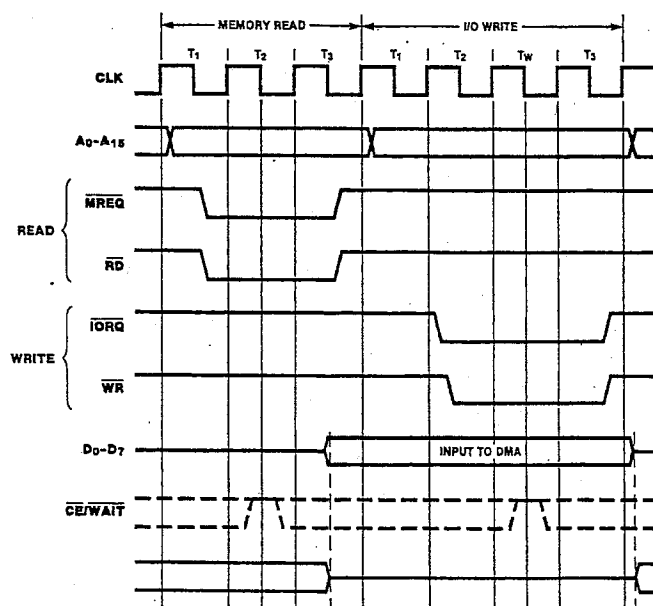 MEMORY READ I/O WRITE
T1 T2 T3 T1 T2 TW T3
CLK
A0-A15
MREQ
READ
RD
IORQ
WRITE
WR
D0-D7 INPUT TO DMA
CE/WAIT